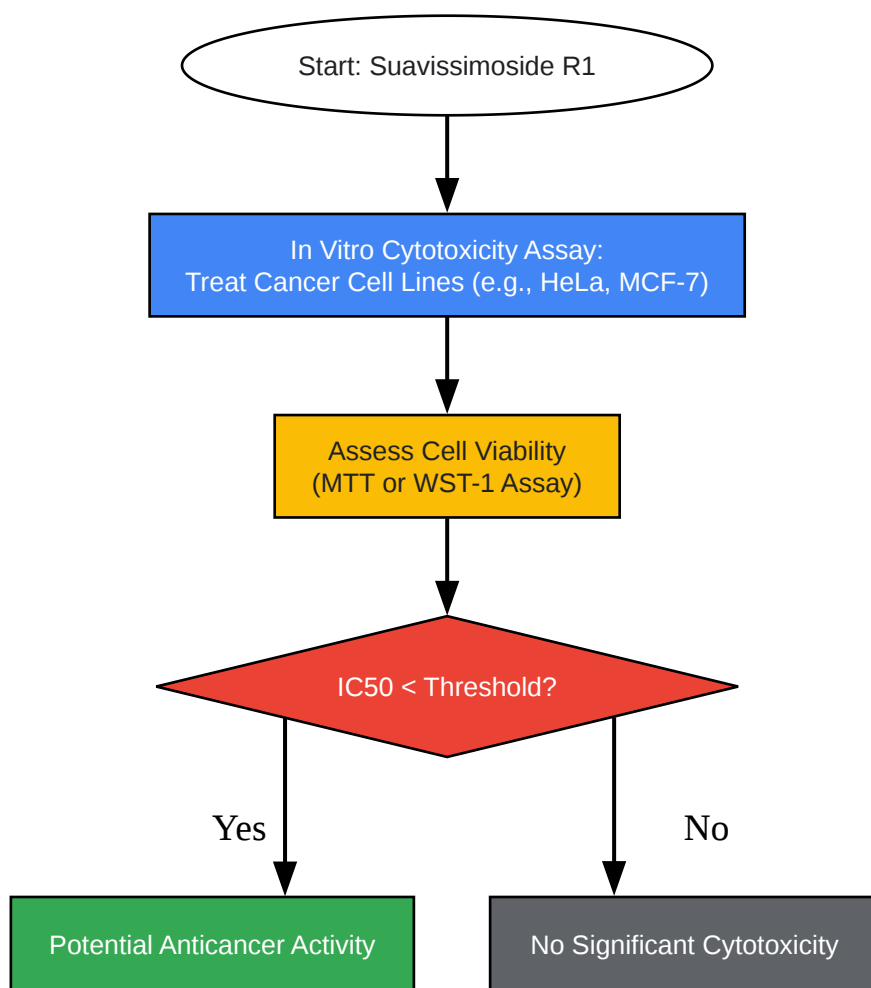 Start: Suavissimoside R1
In Vitro Cytotoxicity Assay:
Treat Cancer Cell Lines (e.g., HeLa, MCF-7)
Assess Cell Viability
(MTT or WST-1 Assay)
IC50 < Threshold?
Yes
No
Potential Anticancer Activity
No Significant Cytotoxicity